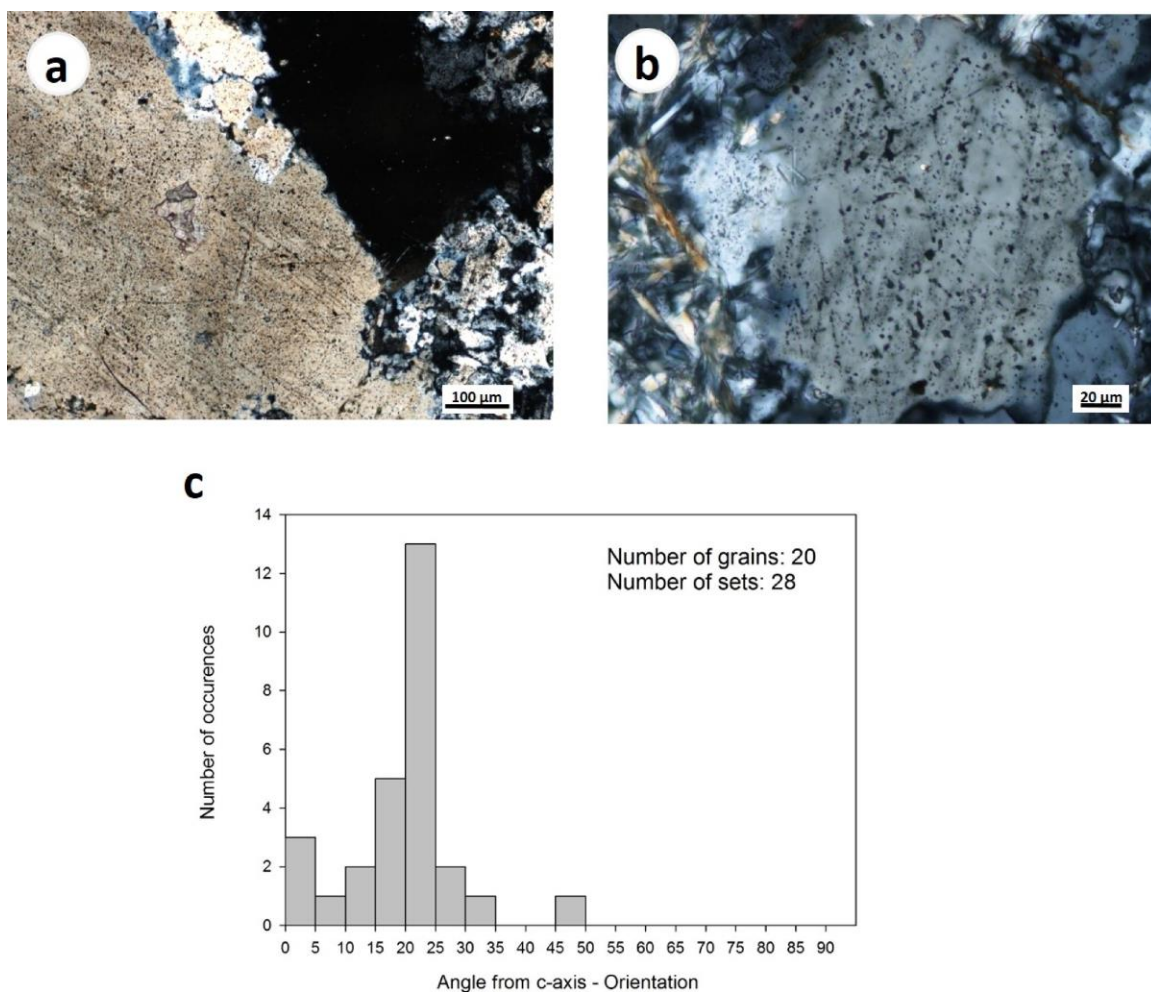 a
100 µm
b
20 µm
c
Number of grains: 20
Number of sets: 28
Number of occurences
14
12
10
8
6
4
2
0
0 5 10 15 20 25 30 35 40 45 50 55 60 65 70 75 80 85 90
Angle from c-axis - Orientation